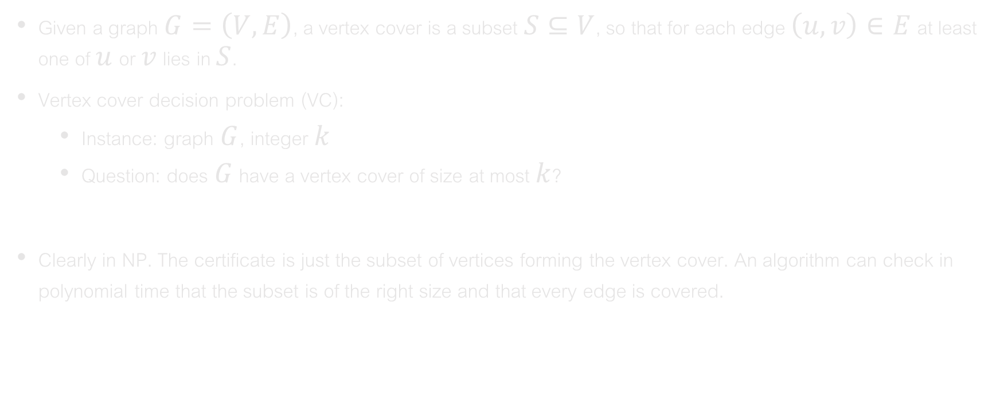 • Given a graph G = (V, E), a vertex cover is a subset S ⊆ V, so that for each edge (u, v) ∈ E at least
one of u or v lies in S.
• Vertex cover decision problem (VC):
• Instance: graph G, integer k
• Question: does G have a vertex cover of size at most k?
• Clearly in NP. The certificate is just the subset of vertices forming the vertex cover. An algorithm can check in
polynomial time that the subset is of the right size and that every edge is covered.